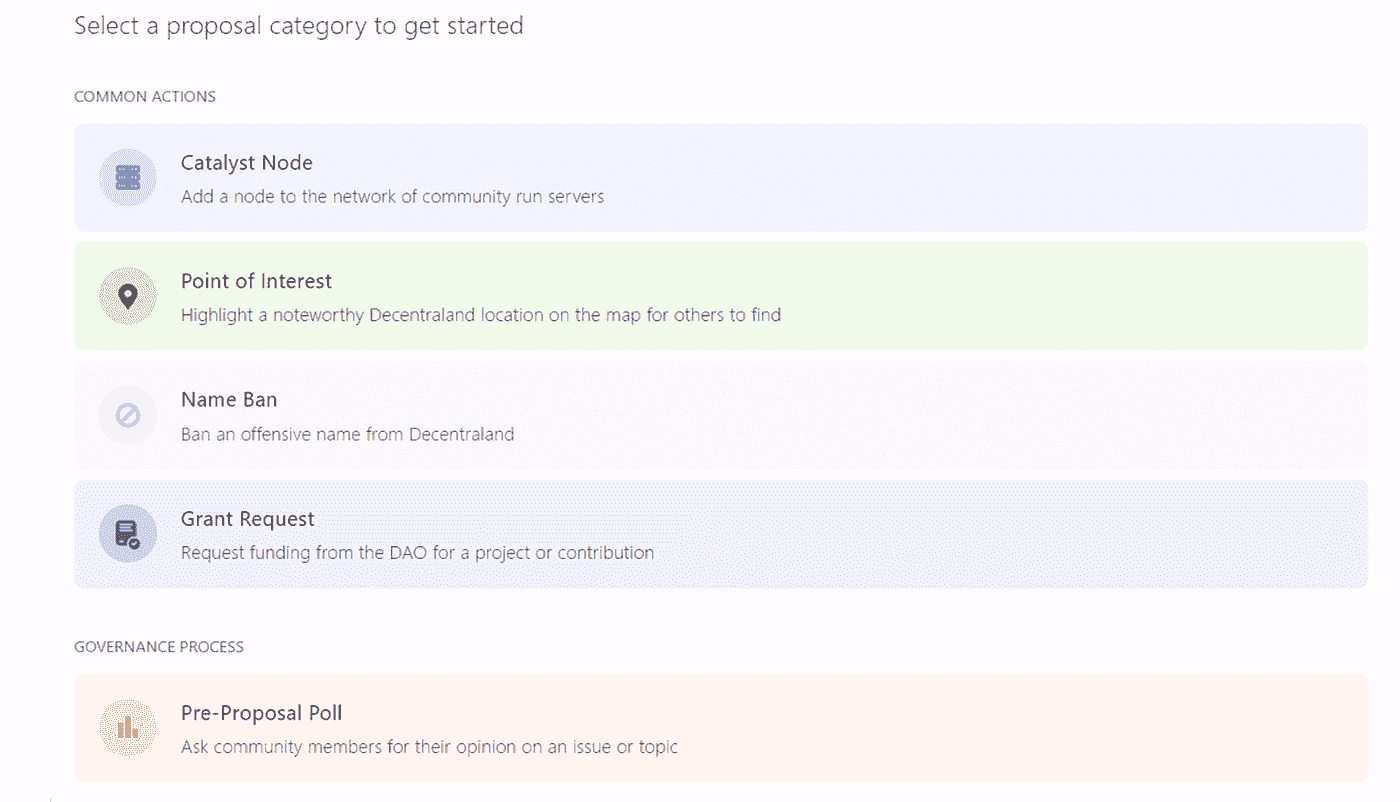 Select a proposal category to get started
COMMON ACTIONS
Catalyst Node
Add a node to the network of community run servers
Point of Interest
Highlight a noteworthy Decentraland location on the map for others to find
Name Ban
Ban an offensive name from Decentraland
Grant Request
Request funding from the DAO for a project or contribution
GOVERNANCE PROCESS
Pre-Proposal Poll
Ask community members for their opinion on an issue or topic